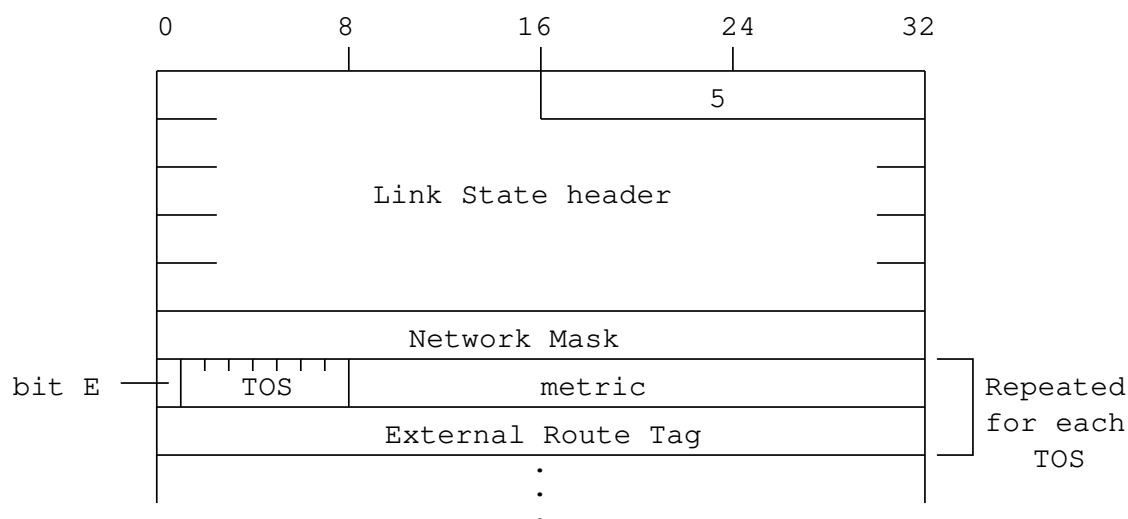 0 8 16 24 32
5
Link State header
Network Mask
bit E TOS metric Repeated
External Route Tag for each
TOS